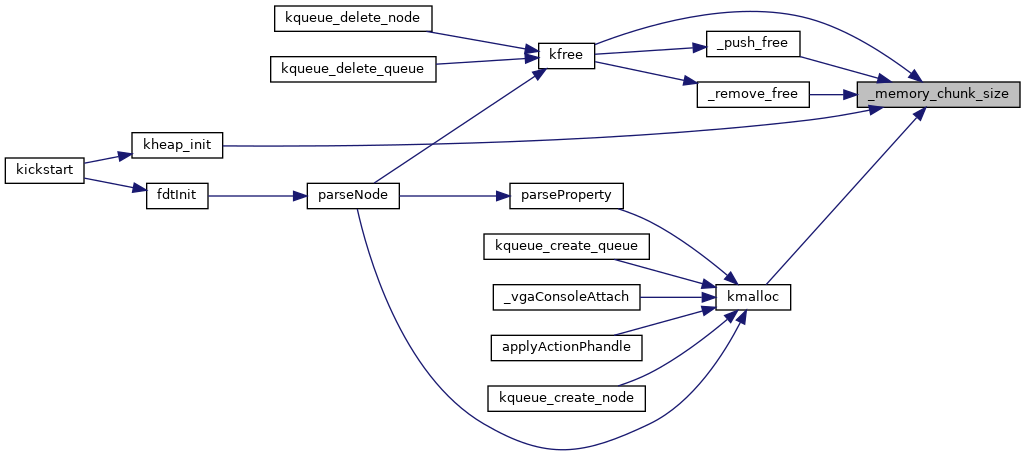 kqueue_delete_node
_push_free
kfree
kqueue_delete_queue
_remove_free
_memory_chunk_size
kheap_init
kickstart
fdtInit
parseNode
parseProperty
kqueue_create_queue
_vgaConsoleAttach
kmalloc
applyActionPhandle
kqueue_create_node